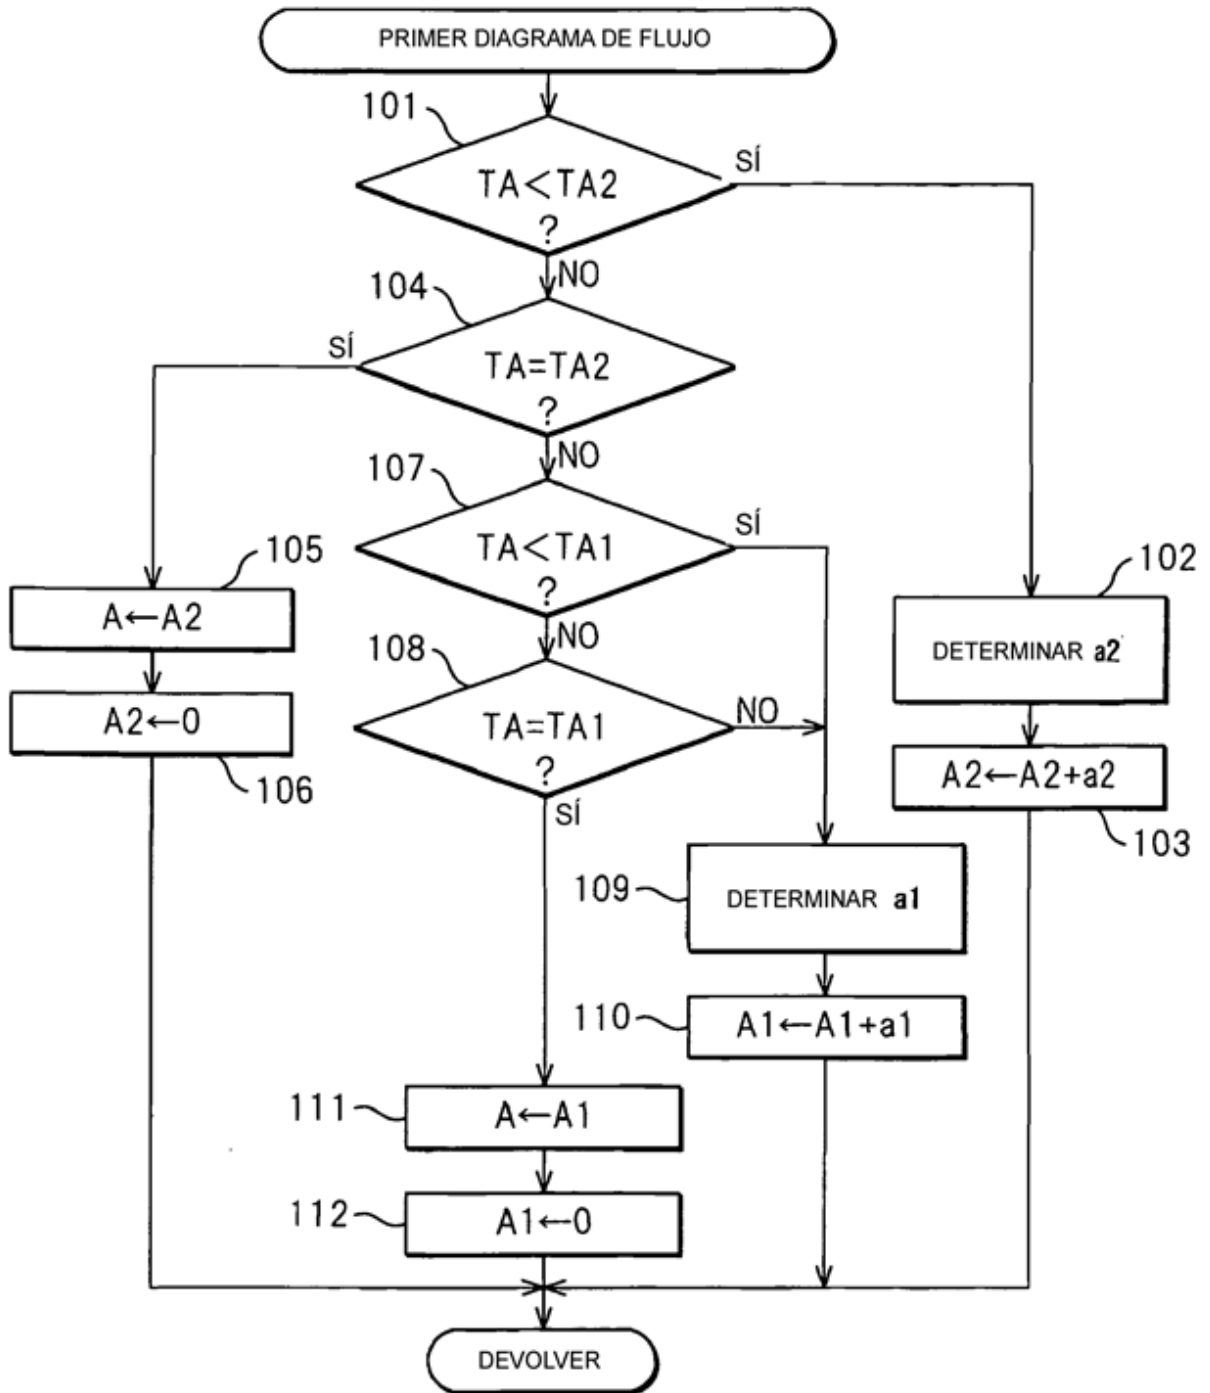 PRIMER DIAGRAMA DE FLUJO
101
TA<TA2
?
SÍ
NO
104
SÍ
TA=TA2
?
NO
107
TA<TA1
?
SÍ
NO
105
A←A2
102
DETERMINAR a2
108
TA=TA1
?
NO
SÍ
A2←0
106
A2←A2+a2
103
109
DETERMINAR a1
110
A1←A1+a1
111
A←A1
112
A1←0
DEVOLVER